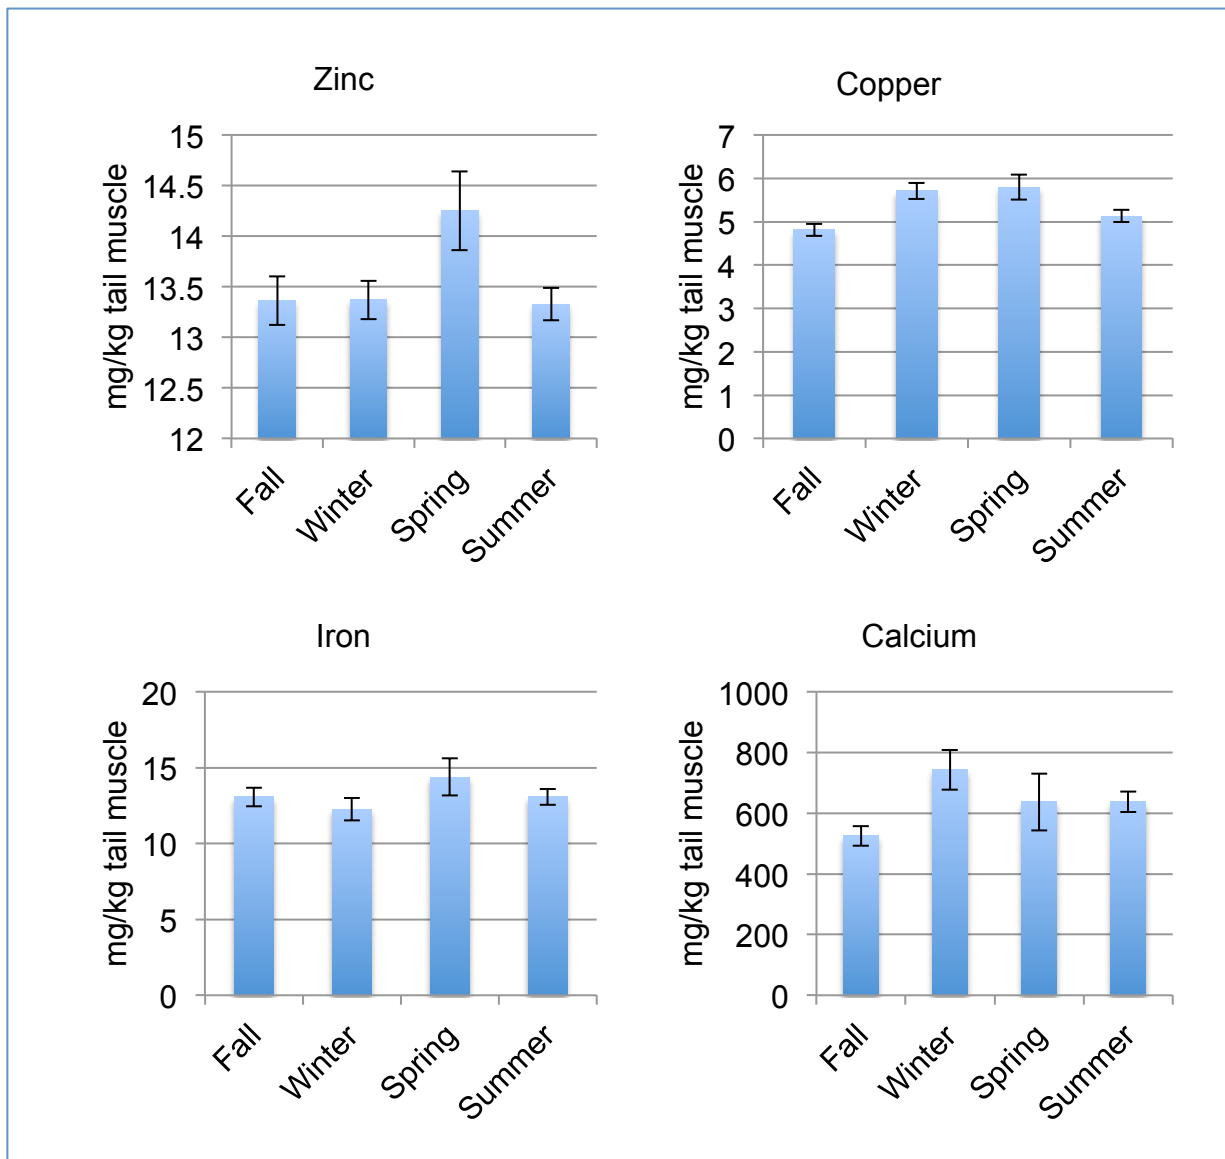 Zinc
mg/kg tail muscle
15
14.5
14
13.5
13
12.5
12
Fall
Winter
Spring
Summer
Copper
mg/kg tail muscle
7
6
5
4
3
2
1
0
Fall
Winter
Spring
Summer
Iron
mg/kg tail muscle
20
15
10
5
0
Fall
Winter
Spring
Summer
Calcium
mg/kg tail muscle
1000
800
600
400
200
0
Fall
Winter
Spring
Summer